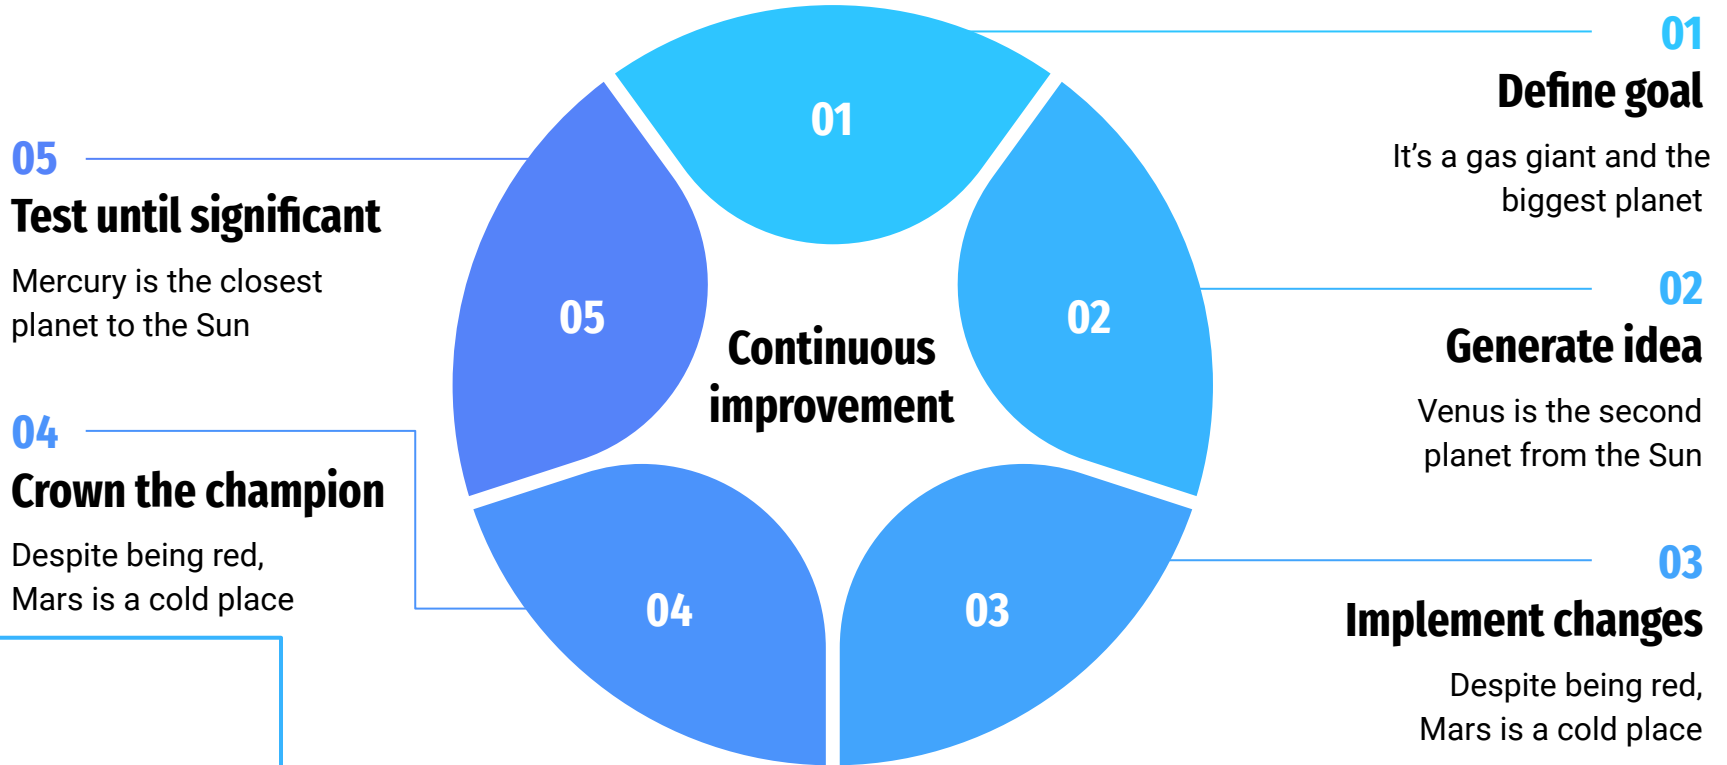 01
Define goal
It’s a gas giant and the
biggest planet
02
Generate idea
Venus is the second
planet from the Sun
03
Implement changes
Despite being red,
Mars is a cold place
05
Test until significant
Mercury is the closest
planet to the Sun
04
Crown the champion
Despite being red,
Mars is a cold place
01
02
03
04
05
Continuous
improvement